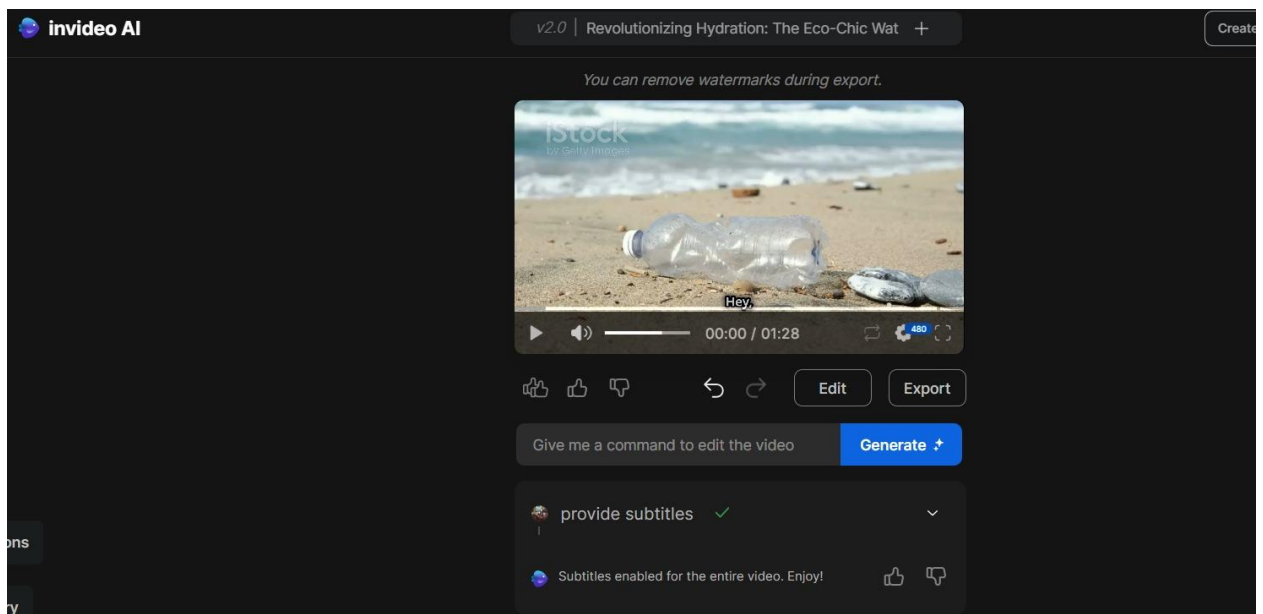 invideo AI
v2.0 | Revolutionizing Hydration: The Eco-Chic Wat +
Create
You can remove watermarks during export.
iStock
by Getty Images
Hey,
00:00 / 01:28
480
Edit
Export
Give me a command to edit the video
Generate
provide subtitles
Subtitles enabled for the entire video. Enjoy!
ons
ry